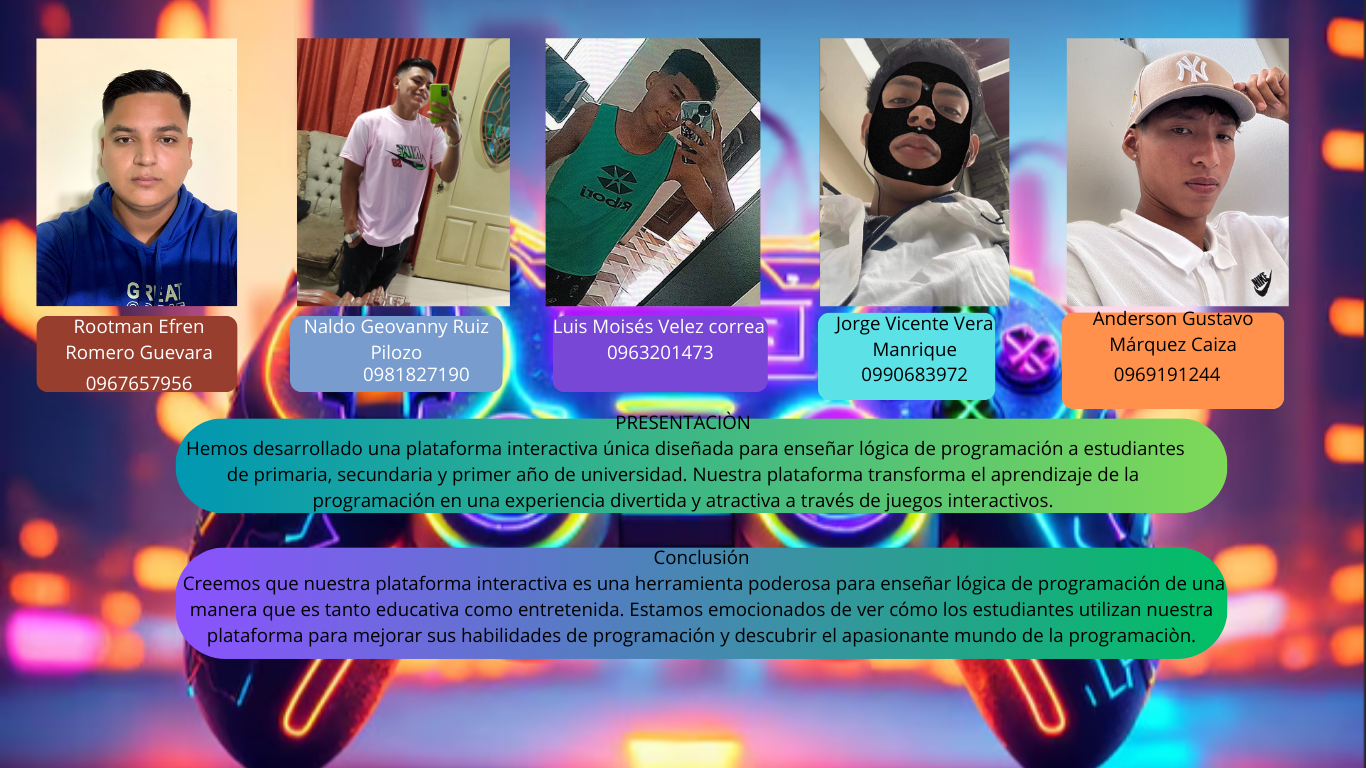 GREAT
NY
NIKE
Rootman Efren
Romero Guevara
0967657956
Naldo Geovanny Ruiz
Pilozo
0981827190
Luis Moisés Velez correa
0963201473
Jorge Vicente Vera
Manrique
0990683972
Anderson Gustavo
Márquez Caiza
0969191244
PRESENTACIÒN
Hemos desarrollado una plataforma interactiva única diseñada para enseñar lógica de programación a estudiantes
de primaria, secundaria y primer año de universidad. Nuestra plataforma transforma el aprendizaje de la
programación en una experiencia divertida y atractiva a través de juegos interactivos.
Conclusión
Creemos que nuestra plataforma interactiva es una herramienta poderosa para enseñar lógica de programación de una
manera que es tanto educativa como entretenida. Estamos emocionados de ver cómo los estudiantes utilizan nuestra
plataforma para mejorar sus habilidades de programación y descubrir el apasionante mundo de la programaciòn.